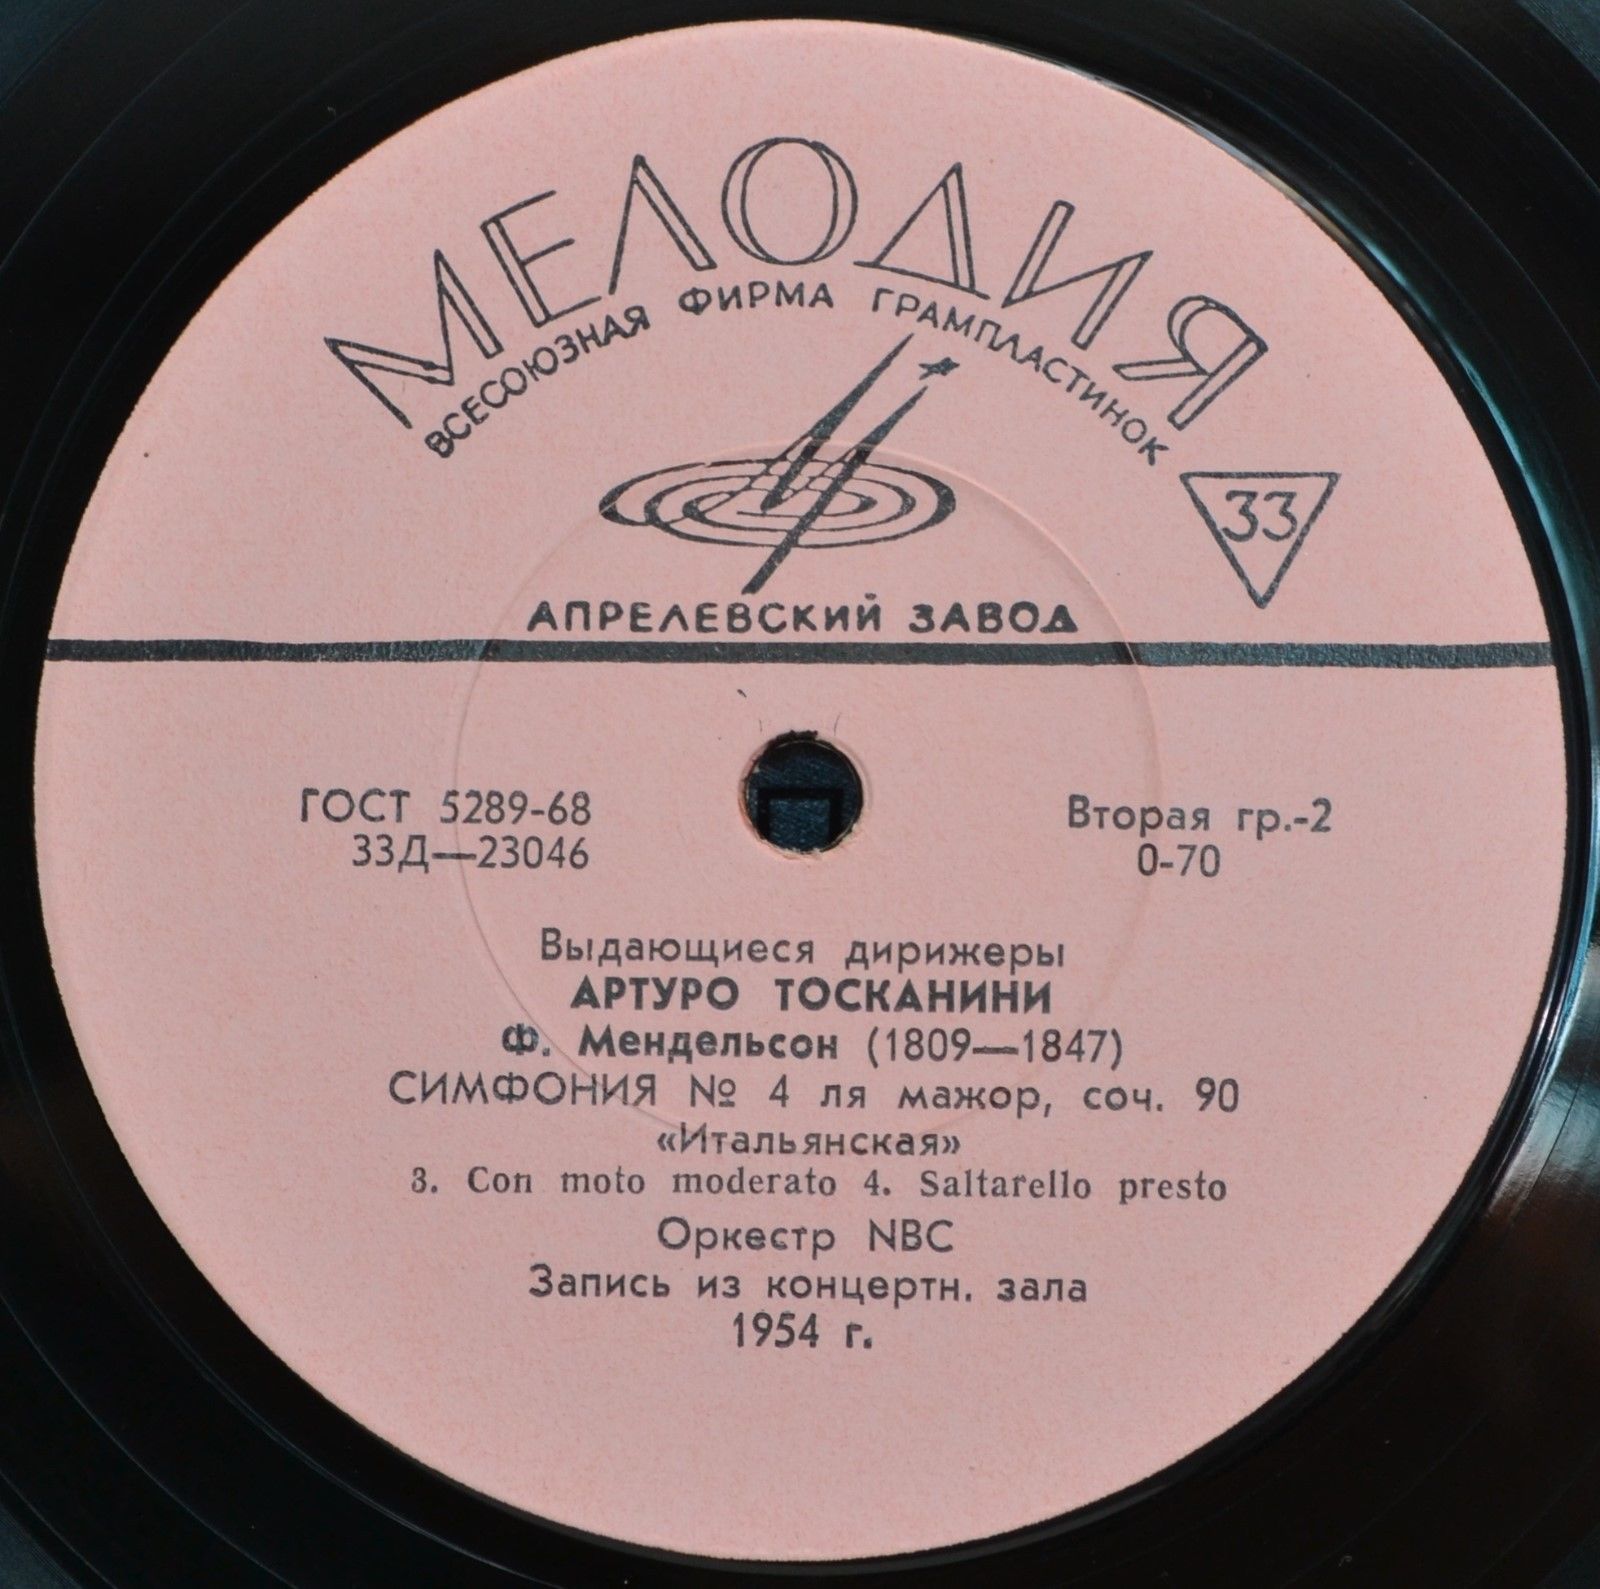 МЕЛОДИЯ
ВСЕСОЮЗНАЯ ФИРМА ГРАМПЛАСТИНОК
33
АПРЕЛЕВСКИЙ ЗАВОД
ГОСТ 5289-68
33Д—23046
Вторая гр.-2
0-70
Выдающиеся дирижеры
АРТУРО ТОСКАНИНИ
Ф. Мендельсон (1809—1847)
СИМФОНИЯ № 4 ля мажор, соч. 90
«Итальянская»
3. Con moto moderato 4. Saltarello presto
Оркестр NBC
Запись из концертн. зала
1954 г.